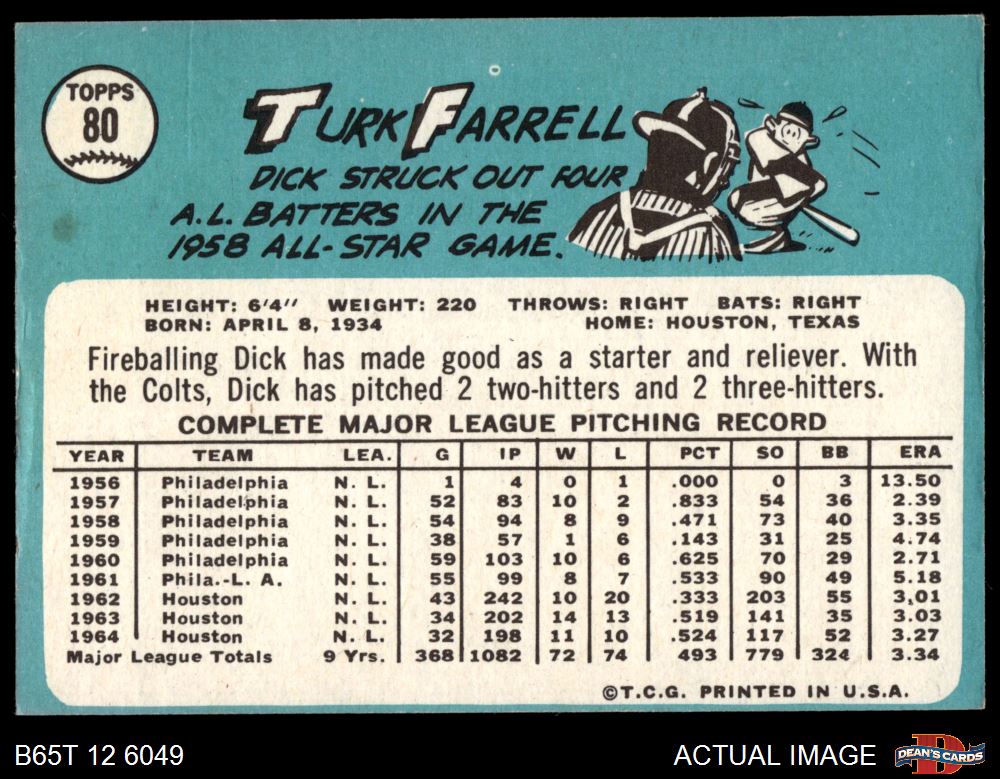 TOPPS
80
TURK FARRELL
DICK STRUCK OUT FOUR
A.L. BATTERS IN THE
1958 ALL-STAR GAME.
HEIGHT: 6'4" WEIGHT: 220 THROWS: RIGHT BATS: RIGHT
BORN: APRIL 8, 1934 HOME: HOUSTON, TEXAS
Fireballing Dick has made good as a starter and reliever. With
the Colts, Dick has pitched 2 two-hitters and 2 three-hitters.
COMPLETE MAJOR LEAGUE PITCHING RECORD
YEAR TEAM LEA. G IP W L PCT SO BB ERA
1956 Philadelphia N. L. 1 4 0 1 .000 0 3 13.50
1957 Philadelphia N. L. 52 83 10 2 .833 54 36 2.39
1958 Philadelphia N. L. 54 94 8 9 .471 73 40 3.35
1959 Philadelphia N. L. 38 57 1 6 .143 31 25 4.74
1960 Philadelphia N. L. 59 103 10 6 .625 70 29 2.71
1961 Phila.-L. A. N. L. 55 99 8 7 .533 90 49 5.18
1962 Houston N. L. 43 242 10 20 .333 203 55 3.01
1963 Houston N. L. 34 202 14 13 .519 141 35 3.03
1964 Houston N. L. 32 198 11 10 .524 117 52 3.27
Major League Totals 9 Yrs. 368 1082 72 74 493 779 324 3.34
©T.C.G. PRINTED IN U.S.A.
B65T 12 6049 ACTUAL IMAGE DEAN'S CARDS